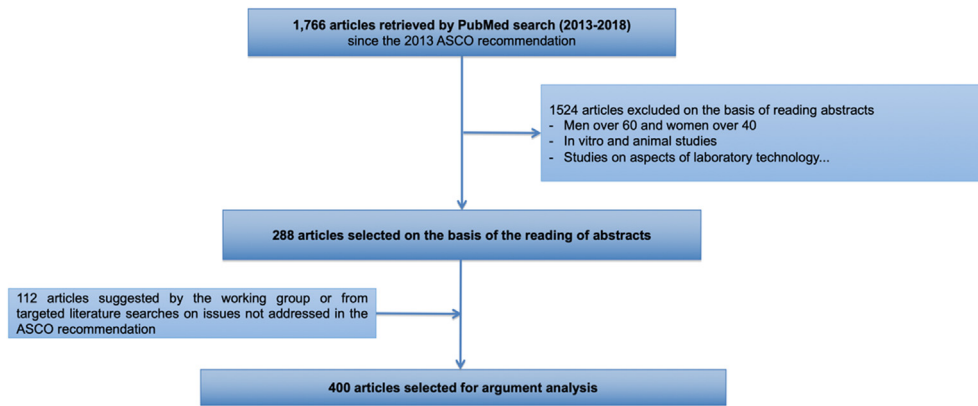 1,766 articles retrieved by PubMed search (2013-2018)
since the 2013 ASCO recommendation
1524 articles excluded on the basis of reading abstracts
- Men over 60 and women over 40
- In vitro and animal studies
- Studies on aspects of laboratory technology...
288 articles selected on the basis of the reading of abstracts
112 articles suggested by the working group or from
targeted literature searches on issues not addressed in the
ASCO recommendation
400 articles selected for argument analysis